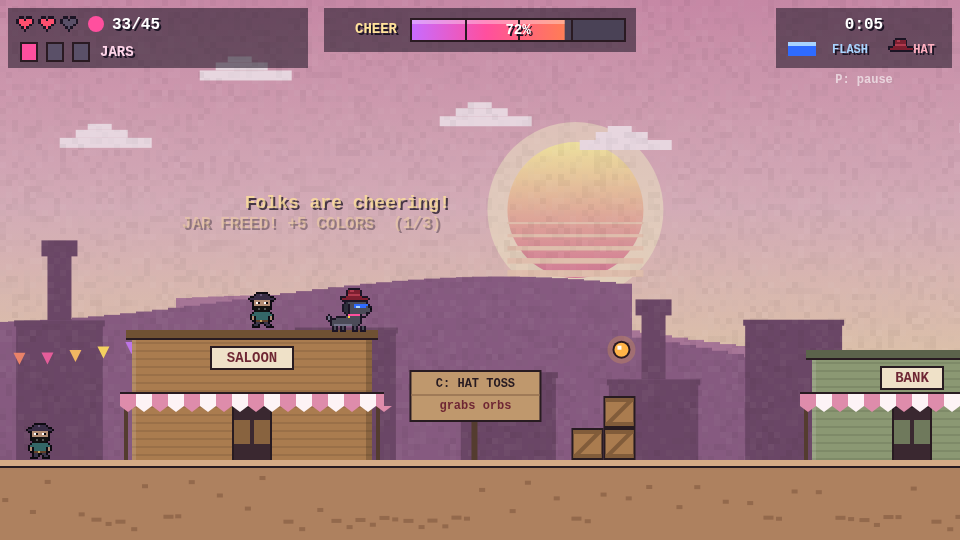 33/45
JARS
CHEER 72%
0:05
FLASH HAT
P: pause
Folks are cheering!
JAR FREED! +5 COLORS (1/3)
SALOON
C: HAT TOSS
grabs orbs
BANK